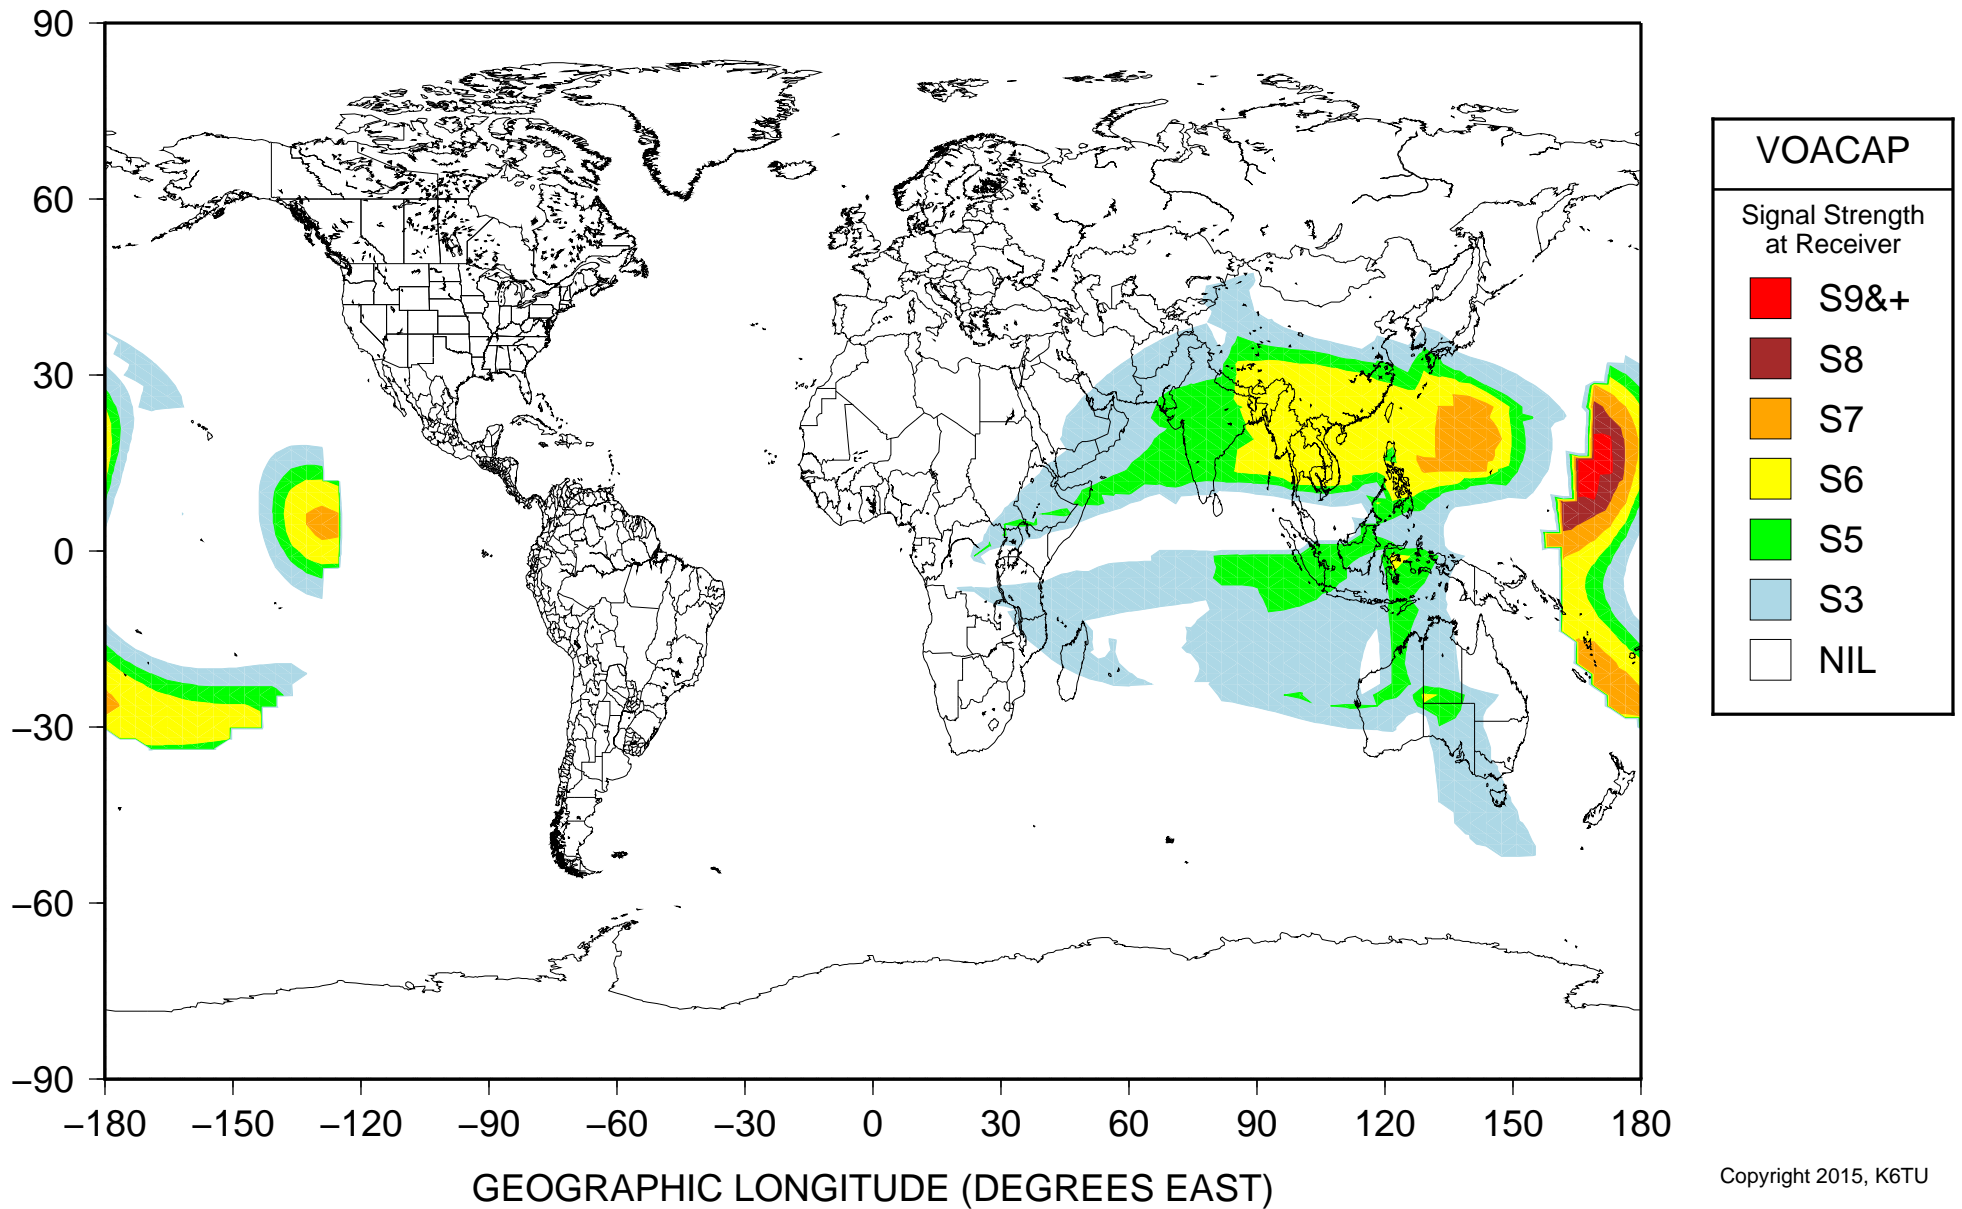 90
60
30
0
−30
−60
−90
−180 −150 −120 −90 −60 −30 0 30 60 90 120 150 180
GEOGRAPHIC LONGITUDE (DEGREES EAST)
VOACAP
Signal Strength
at Receiver
S9&+
S8
S7
S6
S5
S3
NIL
Copyright 2015, K6TU